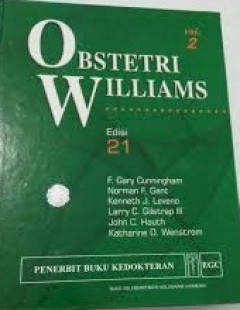 OBSTETRI
VOL. 2
WILLIAMS
Edisi
21
F. Gary Cunningham
Norman F. Gant
Kenneth J. Leveno
Larry C. Gilstrap III
John C. Hauth
Katharine D. Wenstrom
PENERBIT BUKU KEDOKTERAN
EGC